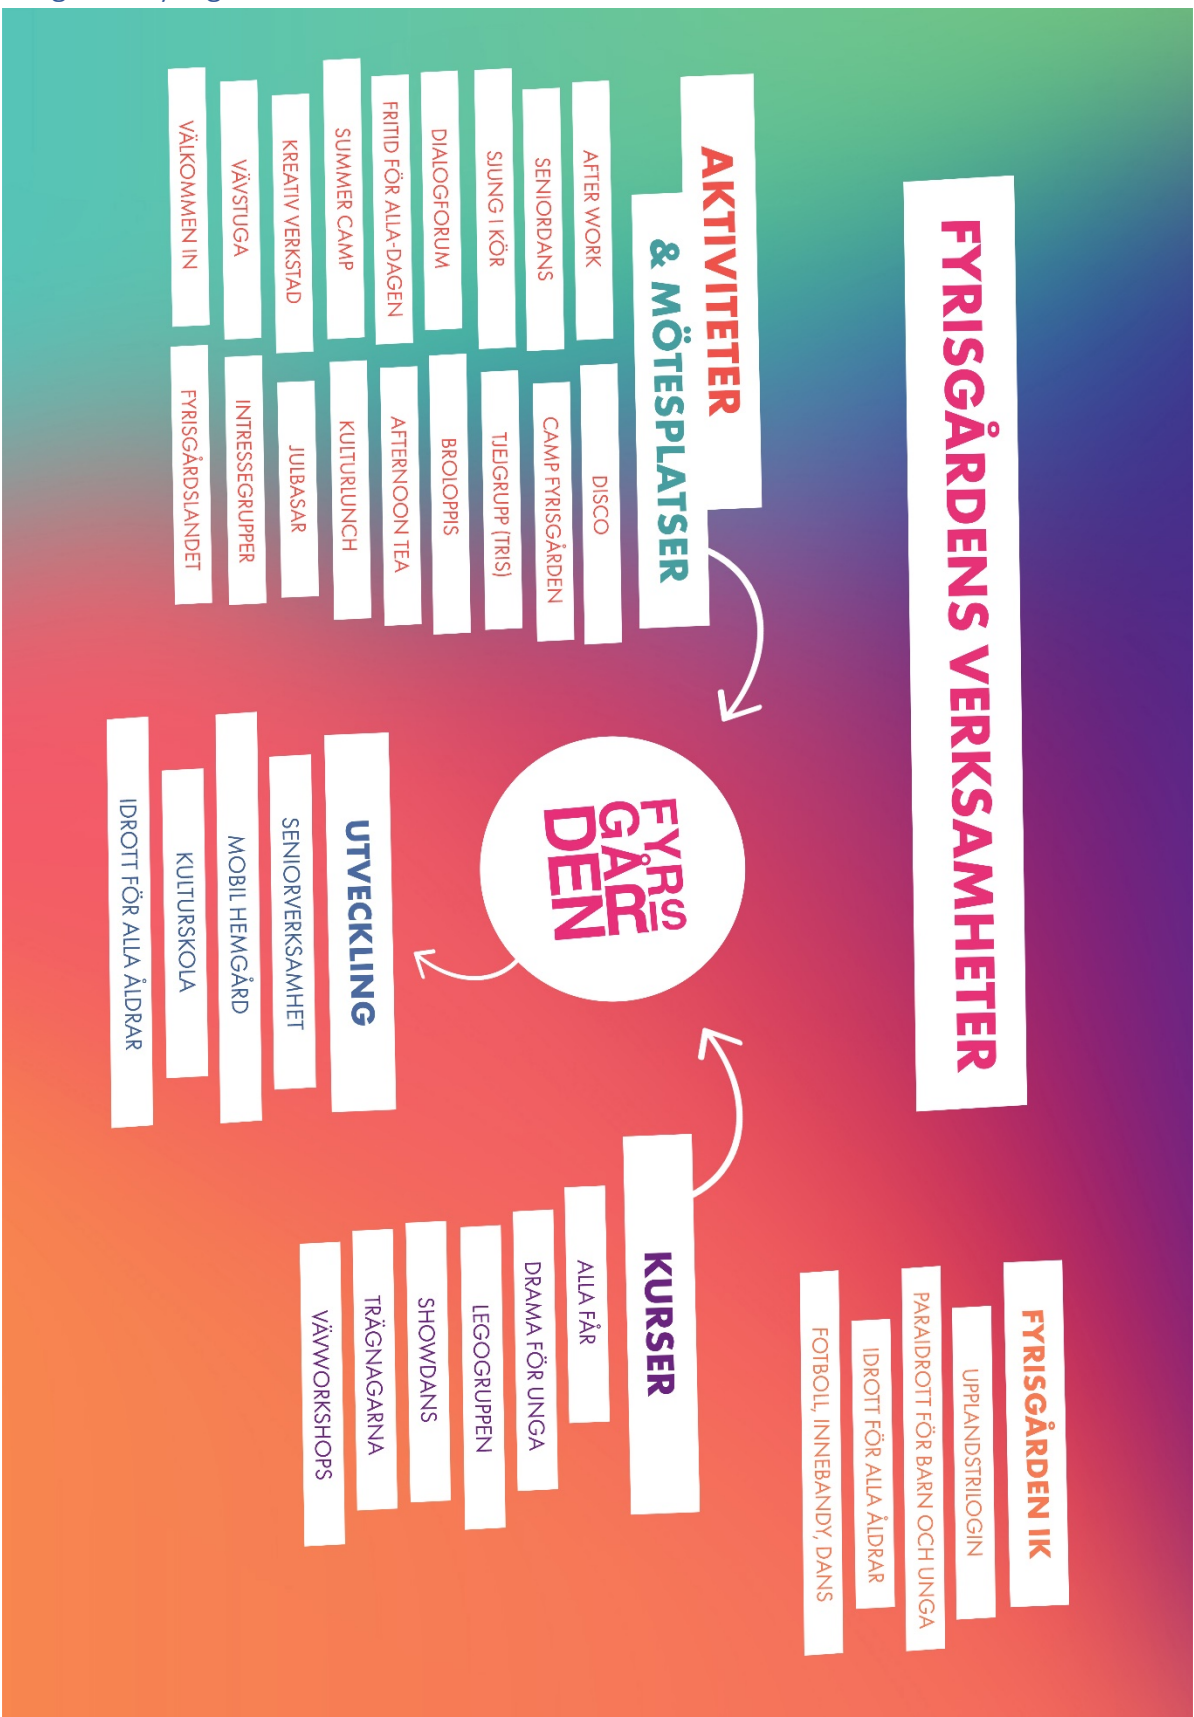 FYRISGÅRDENS VERKSAMHETER
AKTIVITETER
& MÖTESPLATSER
AFTER WORK
SENIORDANS
SJUNG I KÖR
DIALOGFORUM
FRITID FÖR ALLA-DAGEN
SUMMER CAMP
KREATIV VERKSTAD
VÄVSTUGA
VÄLKOMMEN IN
DISCO
CAMP FYRISGÅRDEN
TJEJGRUPP (TRIS)
BROLOPPIS
AFTERNOON TEA
KULTURLUNCH
JULBASAR
INTRESSEGRUPPER
FYRISGÅRDSLANDET
FYRIS
GÅR
DEN
UTVECKLING
SENIORVERKSAMHET
MOBIL HEMGÅRD
KULTURSKOLA
IDROTT FÖR ALLA ÅLDRAR
KURSER
ALLA FÅR
DRAMA FÖR UNGA
LEGOGRUPPEN
SHOWDANS
TRÄGNAGARNA
VÄVWORKSHOPS
FYRISGÅRDEN IK
UPPLANDSTRILOGIN
PARAIDROTT FÖR BARN OCH UNGA
IDROTT FÖR ALLA ÅLDRAR
FOTBOLL, INNEBANDY, DANS